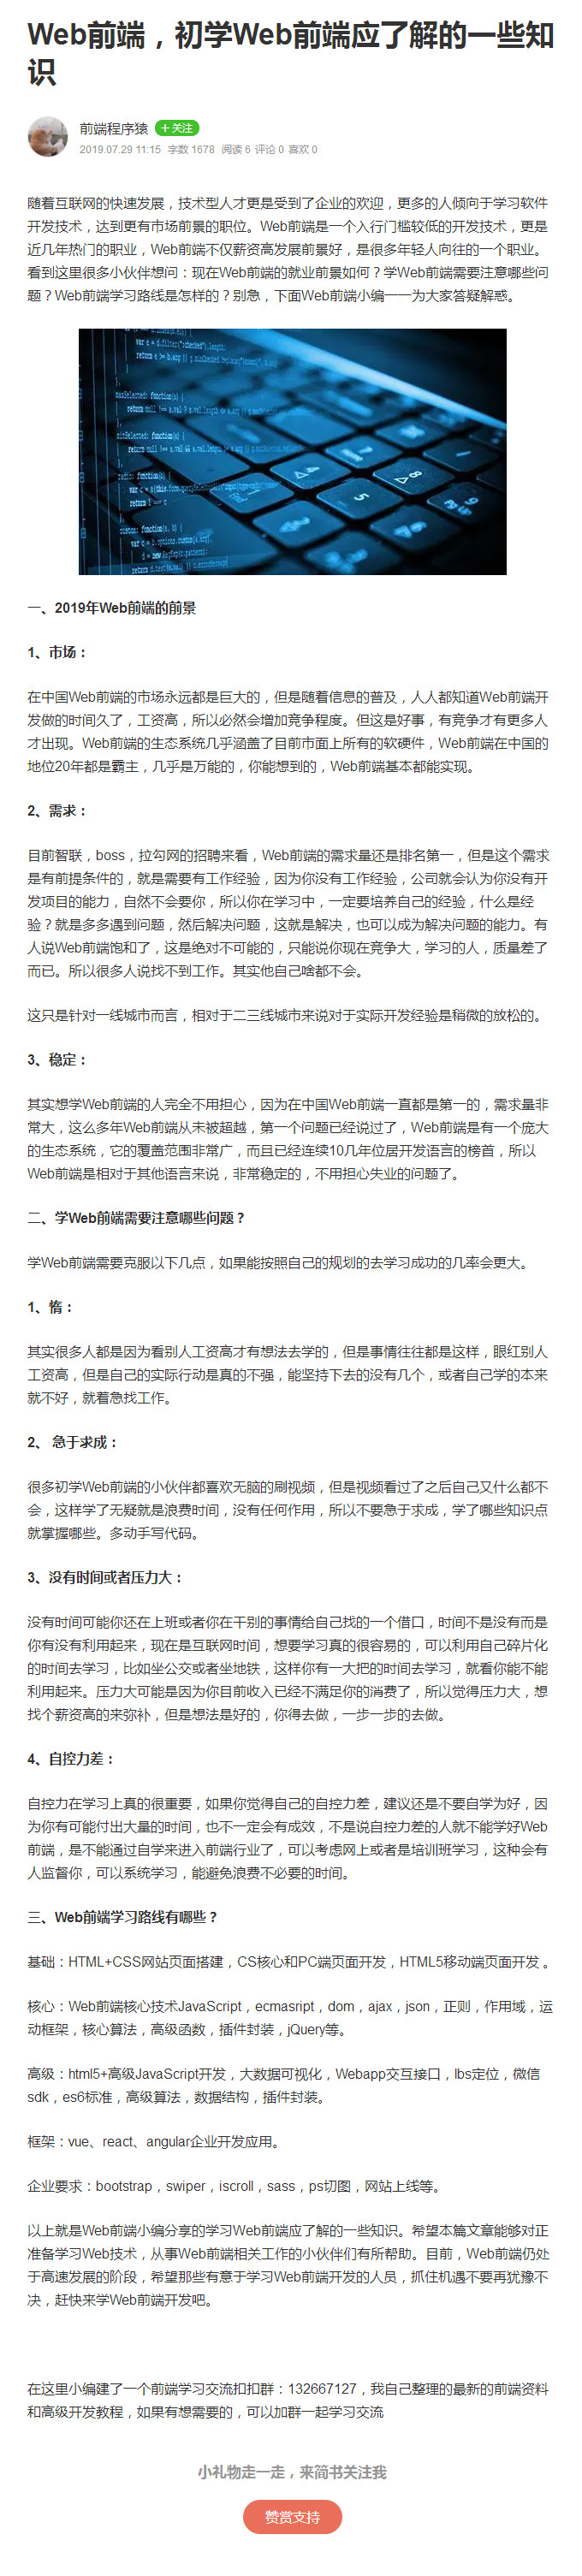 Web前端，初学Web前端应了解的一些知
识
前端程序猿 +关注
2019.07.29 11:15 字数 1678 阅读 6 评论 0 喜欢 0
随着互联网的快速发展，技术型人才更是受到了企业的欢迎，更多的人倾向于学习软件
开发技术，达到更有市场前景的职位。Web前端是一个入行门槛较低的开发技术，更是
近几年热门的职业，Web前端不仅薪资高发展前景好，是很多年轻人向往的一个职业。
看到这里很多小伙伴想问：现在Web前端的就业前景如何？学Web前端需要注意哪些问
题？Web前端学习路线是怎样的？别急，下面Web前端小编一一为大家答疑解惑。
一、2019年Web前端的前景
1、市场：
在中国Web前端的市场永远都是巨大的，但是随着信息的普及，人人都知道Web前端开
发做的时间久了，工资高，所以必然会增加竞争程度。但这是好事，有竞争才有更多人
才出现。Web前端的生态系统几乎涵盖了目前市面上所有的软硬件，Web前端在中国的
地位20年都是霸主，几乎是万能的，你能想到的，Web前端基本都能实现。
2、需求：
目前智联，boss，拉勾网的招聘来看，Web前端的需求量还是排名第一，但是这个需求
是有前提条件的，就是需要有工作经验，因为你没有工作经验，公司就会认为你没有开
发项目的能力，自然不会要你，所以你在学习中，一定要培养自己的经验，什么是经
验？就是多多遇到问题，然后解决问题，这就是解决，也可以成为解决问题的能力。有
人说Web前端饱和了，这是绝对不可能的，只能说你现在竞争大，学习的人，质量差了
而已。所以很多人说找不到工作。其实他自己啥都不会。
这只是针对一线城市而言，相对于二三线城市来说对于实际开发经验是稍微的放松的。
3、稳定：
其实想学Web前端的人完全不用担心，因为在中国Web前端一直都是第一的，需求量非
常大，这么多年Web前端从未被超越，第一个问题已经说过了，Web前端是有一个庞大
的生态系统，它的覆盖范围非常广，而且已经连续10几年位居开发语言的榜首，所以
Web前端是相对于其他语言来说，非常稳定的，不用担心失业的问题了。
二、学Web前端需要注意哪些问题？
学Web前端需要克服以下几点，如果能按照自己的规划的去学习成功的几率会更大。
1、惰：
其实很多人都是因为看别人工资高才有想法去学的，但是事情往往都是这样，眼红别人
工资高，但是自己的实际行动是真的不强，能坚持下去的没有几个，或者自己学的本来
就不好，就着急找工作。
2、 急于求成：
很多初学Web前端的小伙伴都喜欢无脑的刷视频，但是视频看过了之后自己又什么都不
会，这样学了无疑就是浪费时间，没有任何作用，所以不要急于求成，学了哪些知识点
就掌握哪些。多动手写代码。
3、没有时间或者压力大：
没有时间可能你还在上班或者你在干别的事情给自己找的一个借口，时间不是没有而是
你有没有利用起来，现在是互联网时间，想要学习真的很容易的，可以利用自己碎片化
的时间去学习，比如坐公交或者坐地铁，这样你有一大把的时间去学习，就看你能不能
利用起来。压力大可能是因为你目前收入已经不满足你的消费了，所以觉得压力大，想
找个薪资高的来弥补，但是想法是好的，你得去做，一步一步的去做。
4、自控力差：
自控力在学习上真的很重要，如果你觉得自己的自控力差，建议还是不要自学为好，因
为你有可能付出大量的时间，也不一定会有成效，不是说自控力差的人就不能学好Web
前端，是不能通过自学来进入前端行业了，可以考虑网上或者是培训班学习，这种会有
人监督你，可以系统学习，能避免浪费不必要的时间。
三、Web前端学习路线有哪些？
基础：HTML+CSS网站页面搭建，CS核心和PC端页面开发，HTML5移动端页面开发 。
核心：Web前端核心技术JavaScript，ecmasript，dom，ajax，json，正则，作用域，运
动框架，核心算法，高级函数，插件封装，jQuery等。
高级：html5+高级JavaScript开发，大数据可视化，Webapp交互接口，lbs定位，微信
sdk，es6标准，高级算法，数据结构，插件封装。
框架：vue、react、angular企业开发应用。
企业要求：bootstrap，swiper，iscroll，sass，ps切图，网站上线等。
以上就是Web前端小编分享的学习Web前端应了解的一些知识。希望本篇文章能够对正
准备学习Web技术，从事Web前端相关工作的小伙伴们有所帮助。目前，Web前端仍处
于高速发展的阶段，希望那些有意于学习Web前端开发的人员，抓住机遇不要再犹豫不
决，赶快来学Web前端开发吧。
在这里小编建了一个前端学习交流扣扣群：132667127，我自己整理的最新的前端资料
和高级开发教程，如果有想需要的，可以加群一起学习交流
小礼物走一走，来简书关注我
赞赏支持